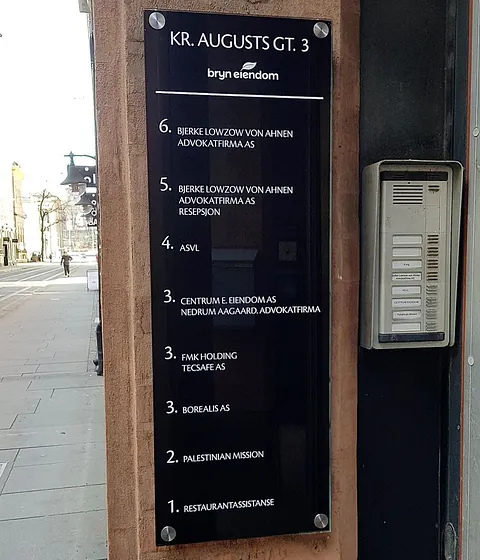 KR. AUGUSTS GT. 3
bryn eiendom
6. BJERKE LOWZOW VON AHNEN
ADVOKATFIRMA AS
5. BJERKE LOWZOW VON AHNEN
ADVOKATFIRMA AS
RESEPSJON
4. ASVL
3. CENTRUM E. EIENDOM AS
NEDRUM AAGAARD. ADVOKATFIRMA
3. FMK HOLDING
TECSAFE AS
3. BOREALIS AS
2. PALESTINIAN MISSION
1. RESTAURANTASSISTANSE